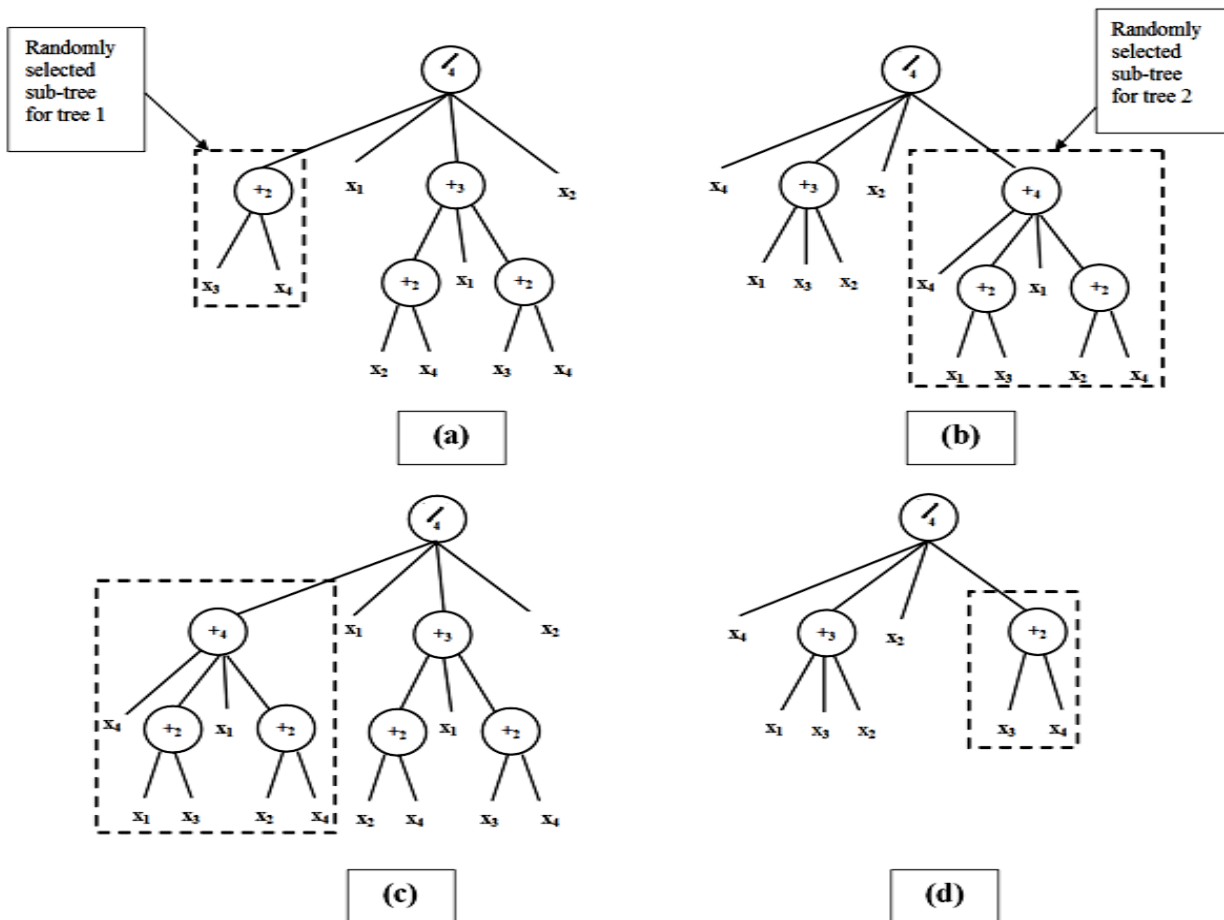 Randomly
selected
sub-tree
for tree 1
/₄
+₂
x₁
+₃
x₂
x₃ x₄
+₂ x₁ +₂
x₂ x₄ x₃ x₄
(a)
Randomly
selected
sub-tree
for tree 2
/₄
x₄
+₃
x₂
+₄
x₁ x₃ x₂
x₄ +₂ x₁ +₂
x₁ x₃ x₂ x₄
(b)
/₄
+₄
x₁
+₃
x₂
x₄ +₂ x₁ +₂
+₂ x₁ +₂
x₁ x₃ x₂ x₄
x₂ x₄ x₃ x₄
(c)
/₄
x₄
+₃
x₂
+₂
x₁ x₃ x₂
x₃ x₄
(d)